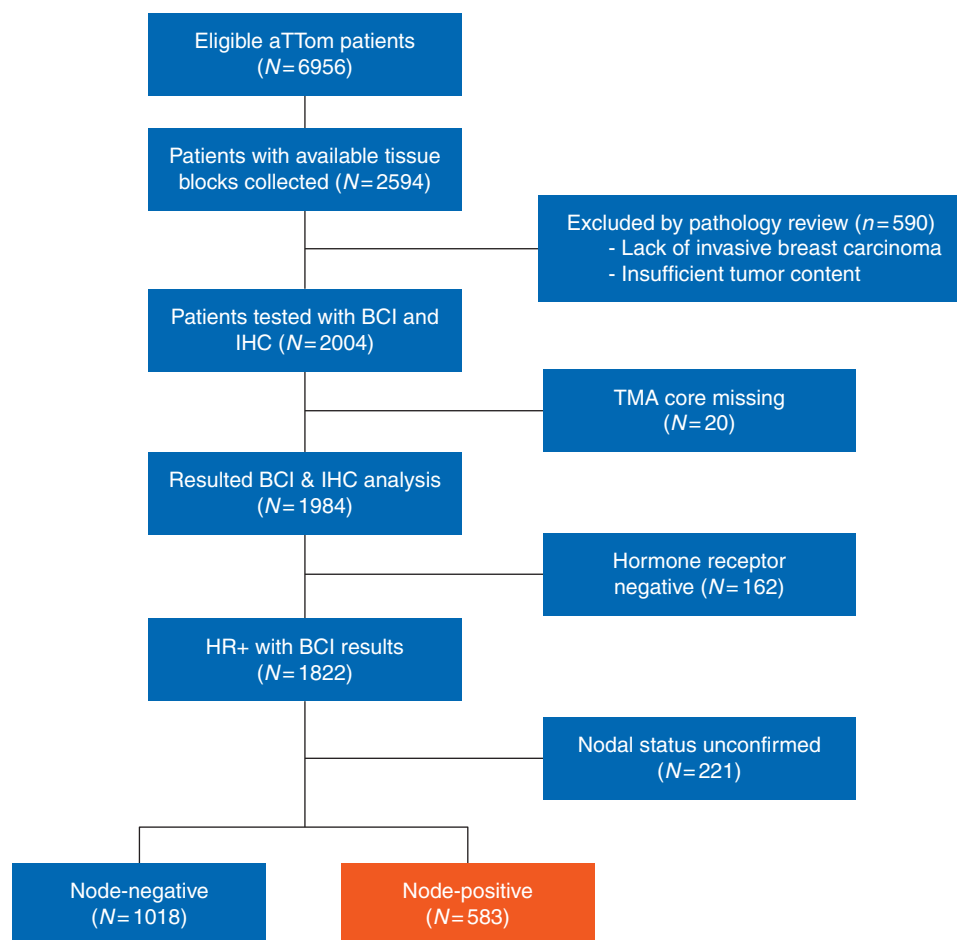 Eligible aTTom patients
(N=6956)
Patients with available tissue
blocks collected (N=2594)
Excluded by pathology review (n=590)
- Lack of invasive breast carcinoma
- Insufficient tumor content
Patients tested with BCI and
IHC (N=2004)
TMA core missing
(N=20)
Resulted BCI & IHC analysis
(N=1984)
Hormone receptor
negative (N=162)
HR+ with BCI results
(N=1822)
Nodal status unconfirmed
(N=221)
Node-negative
(N=1018)
Node-positive
(N=583)